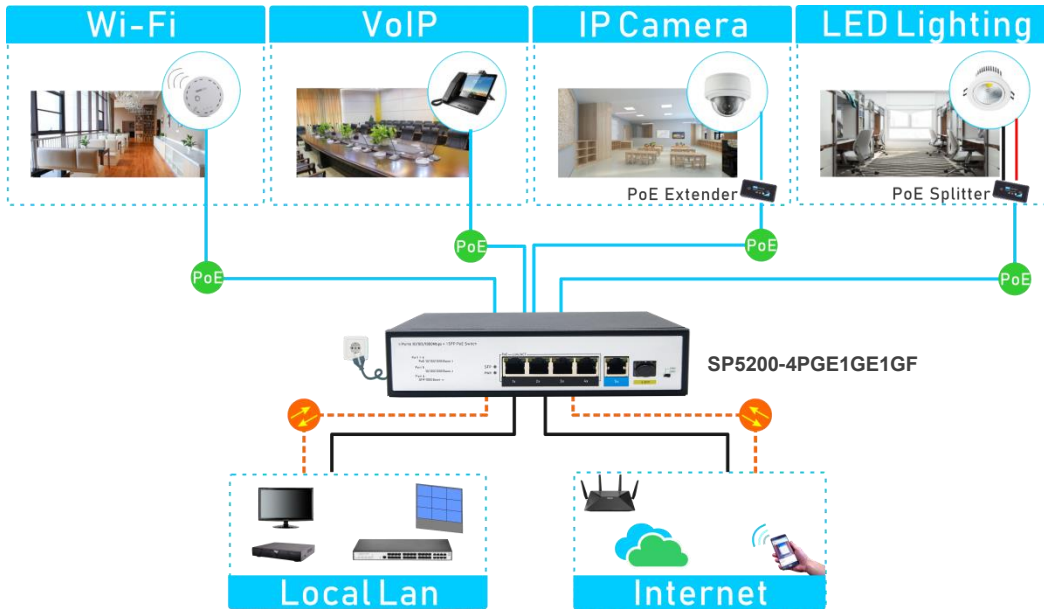 Wi-Fi
VoIP
IP Camera
LED Lighting
PoE Extender
PoE Splitter
PoE
PoE
PoE
PoE
SP5200-4PGE1GE1GF
Local Lan
Internet